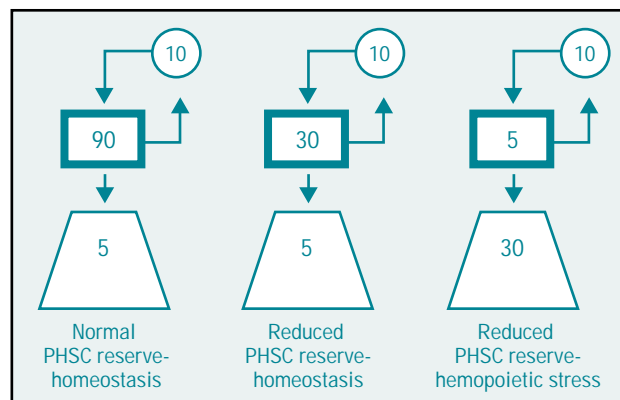 10
10
10
90
30
5
5
5
30
Normal
PHSC reserve-
homeostasis
Reduced
PHSC reserve-
homeostasis
Reduced
PHSC reserve-
hemopoietic stress